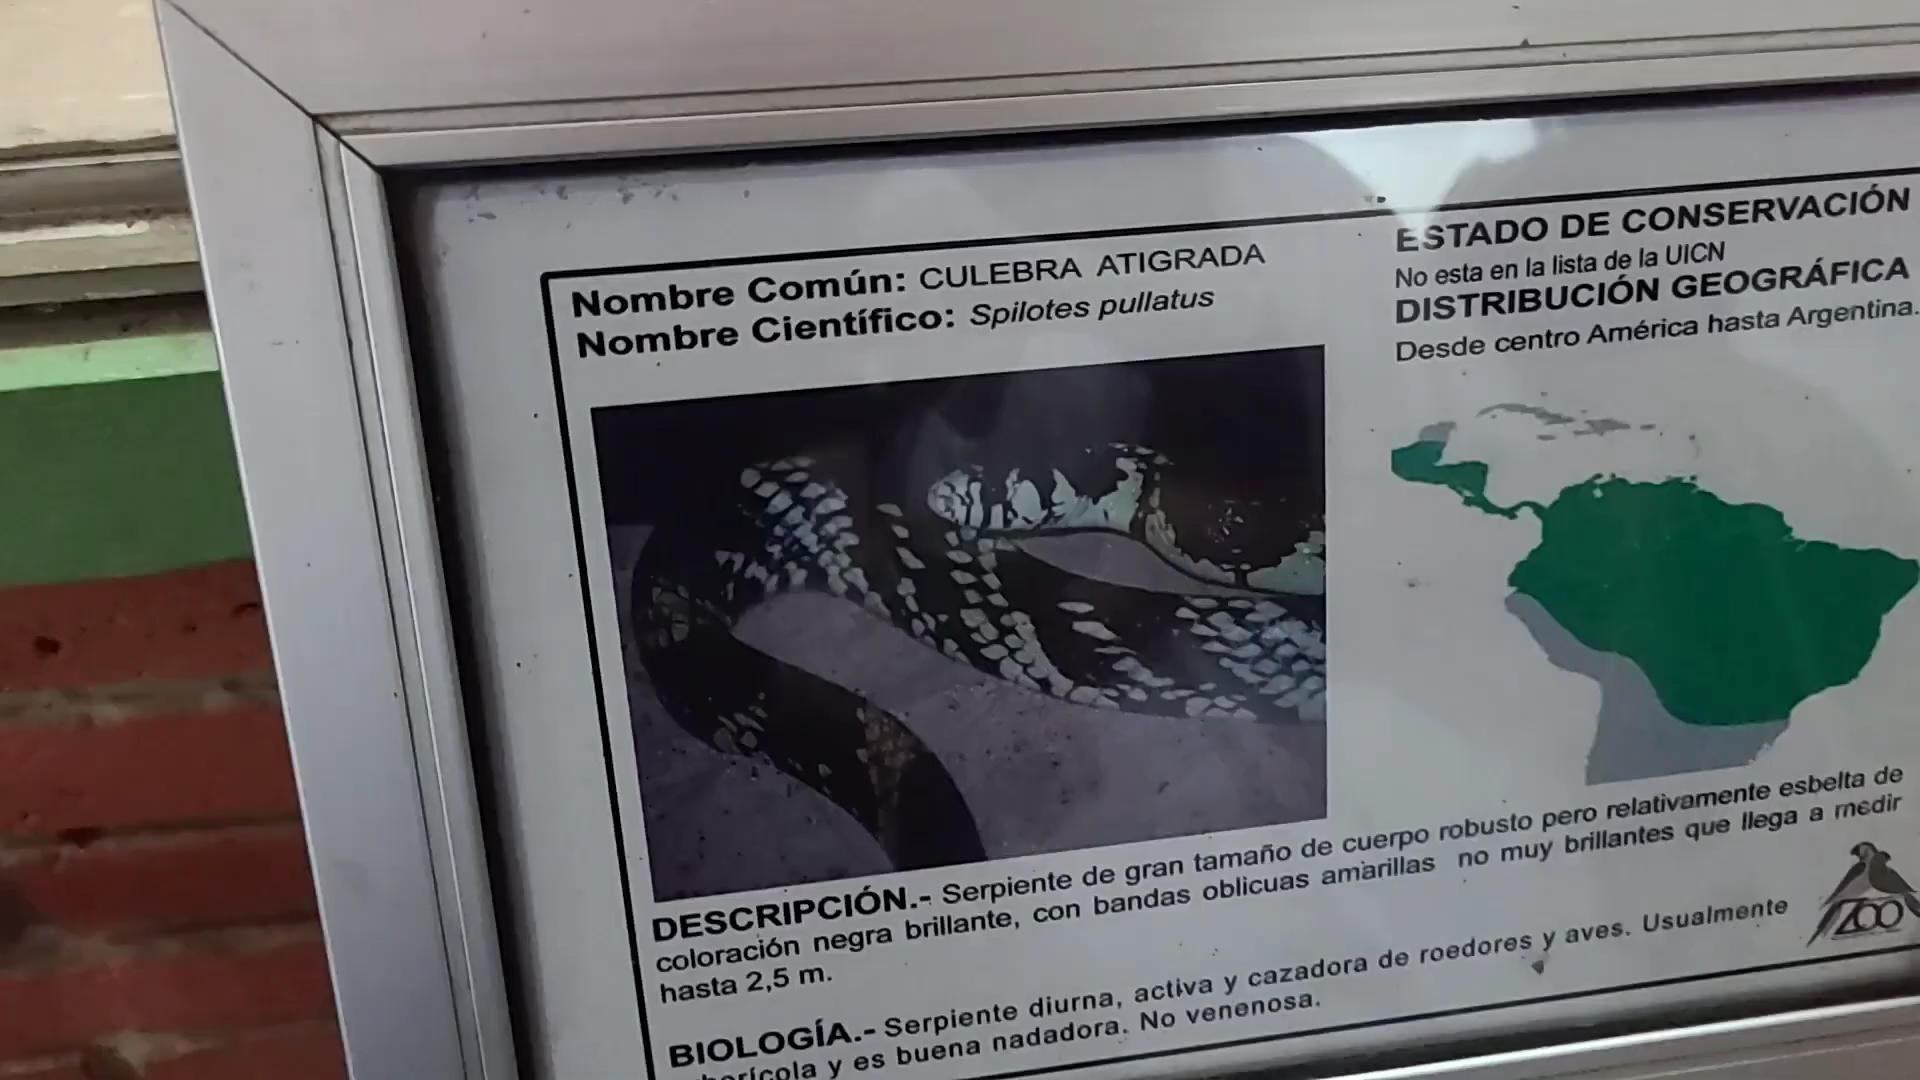 Nombre Común: CULEBRA ATIGRADA
Nombre Científico: Spilotes pullatus
ESTADO DE CONSERVACIÓN
No esta en la lista de la UICN
DISTRIBUCIÓN GEOGRÁFICA
Desde centro América hasta Argentina.
DESCRIPCIÓN.- Serpiente de gran tamaño de cuerpo robusto pero relativamente esbelta de
coloración negra brillante, con bandas oblicuas amarillas no muy brillantes que llega a medir
hasta 2,5 m.
BIOLOGÍA.- Serpiente diurna, activa y cazadora de roedores y aves. Usualmente
y es buena nadadora. No venenosa.
ZOO